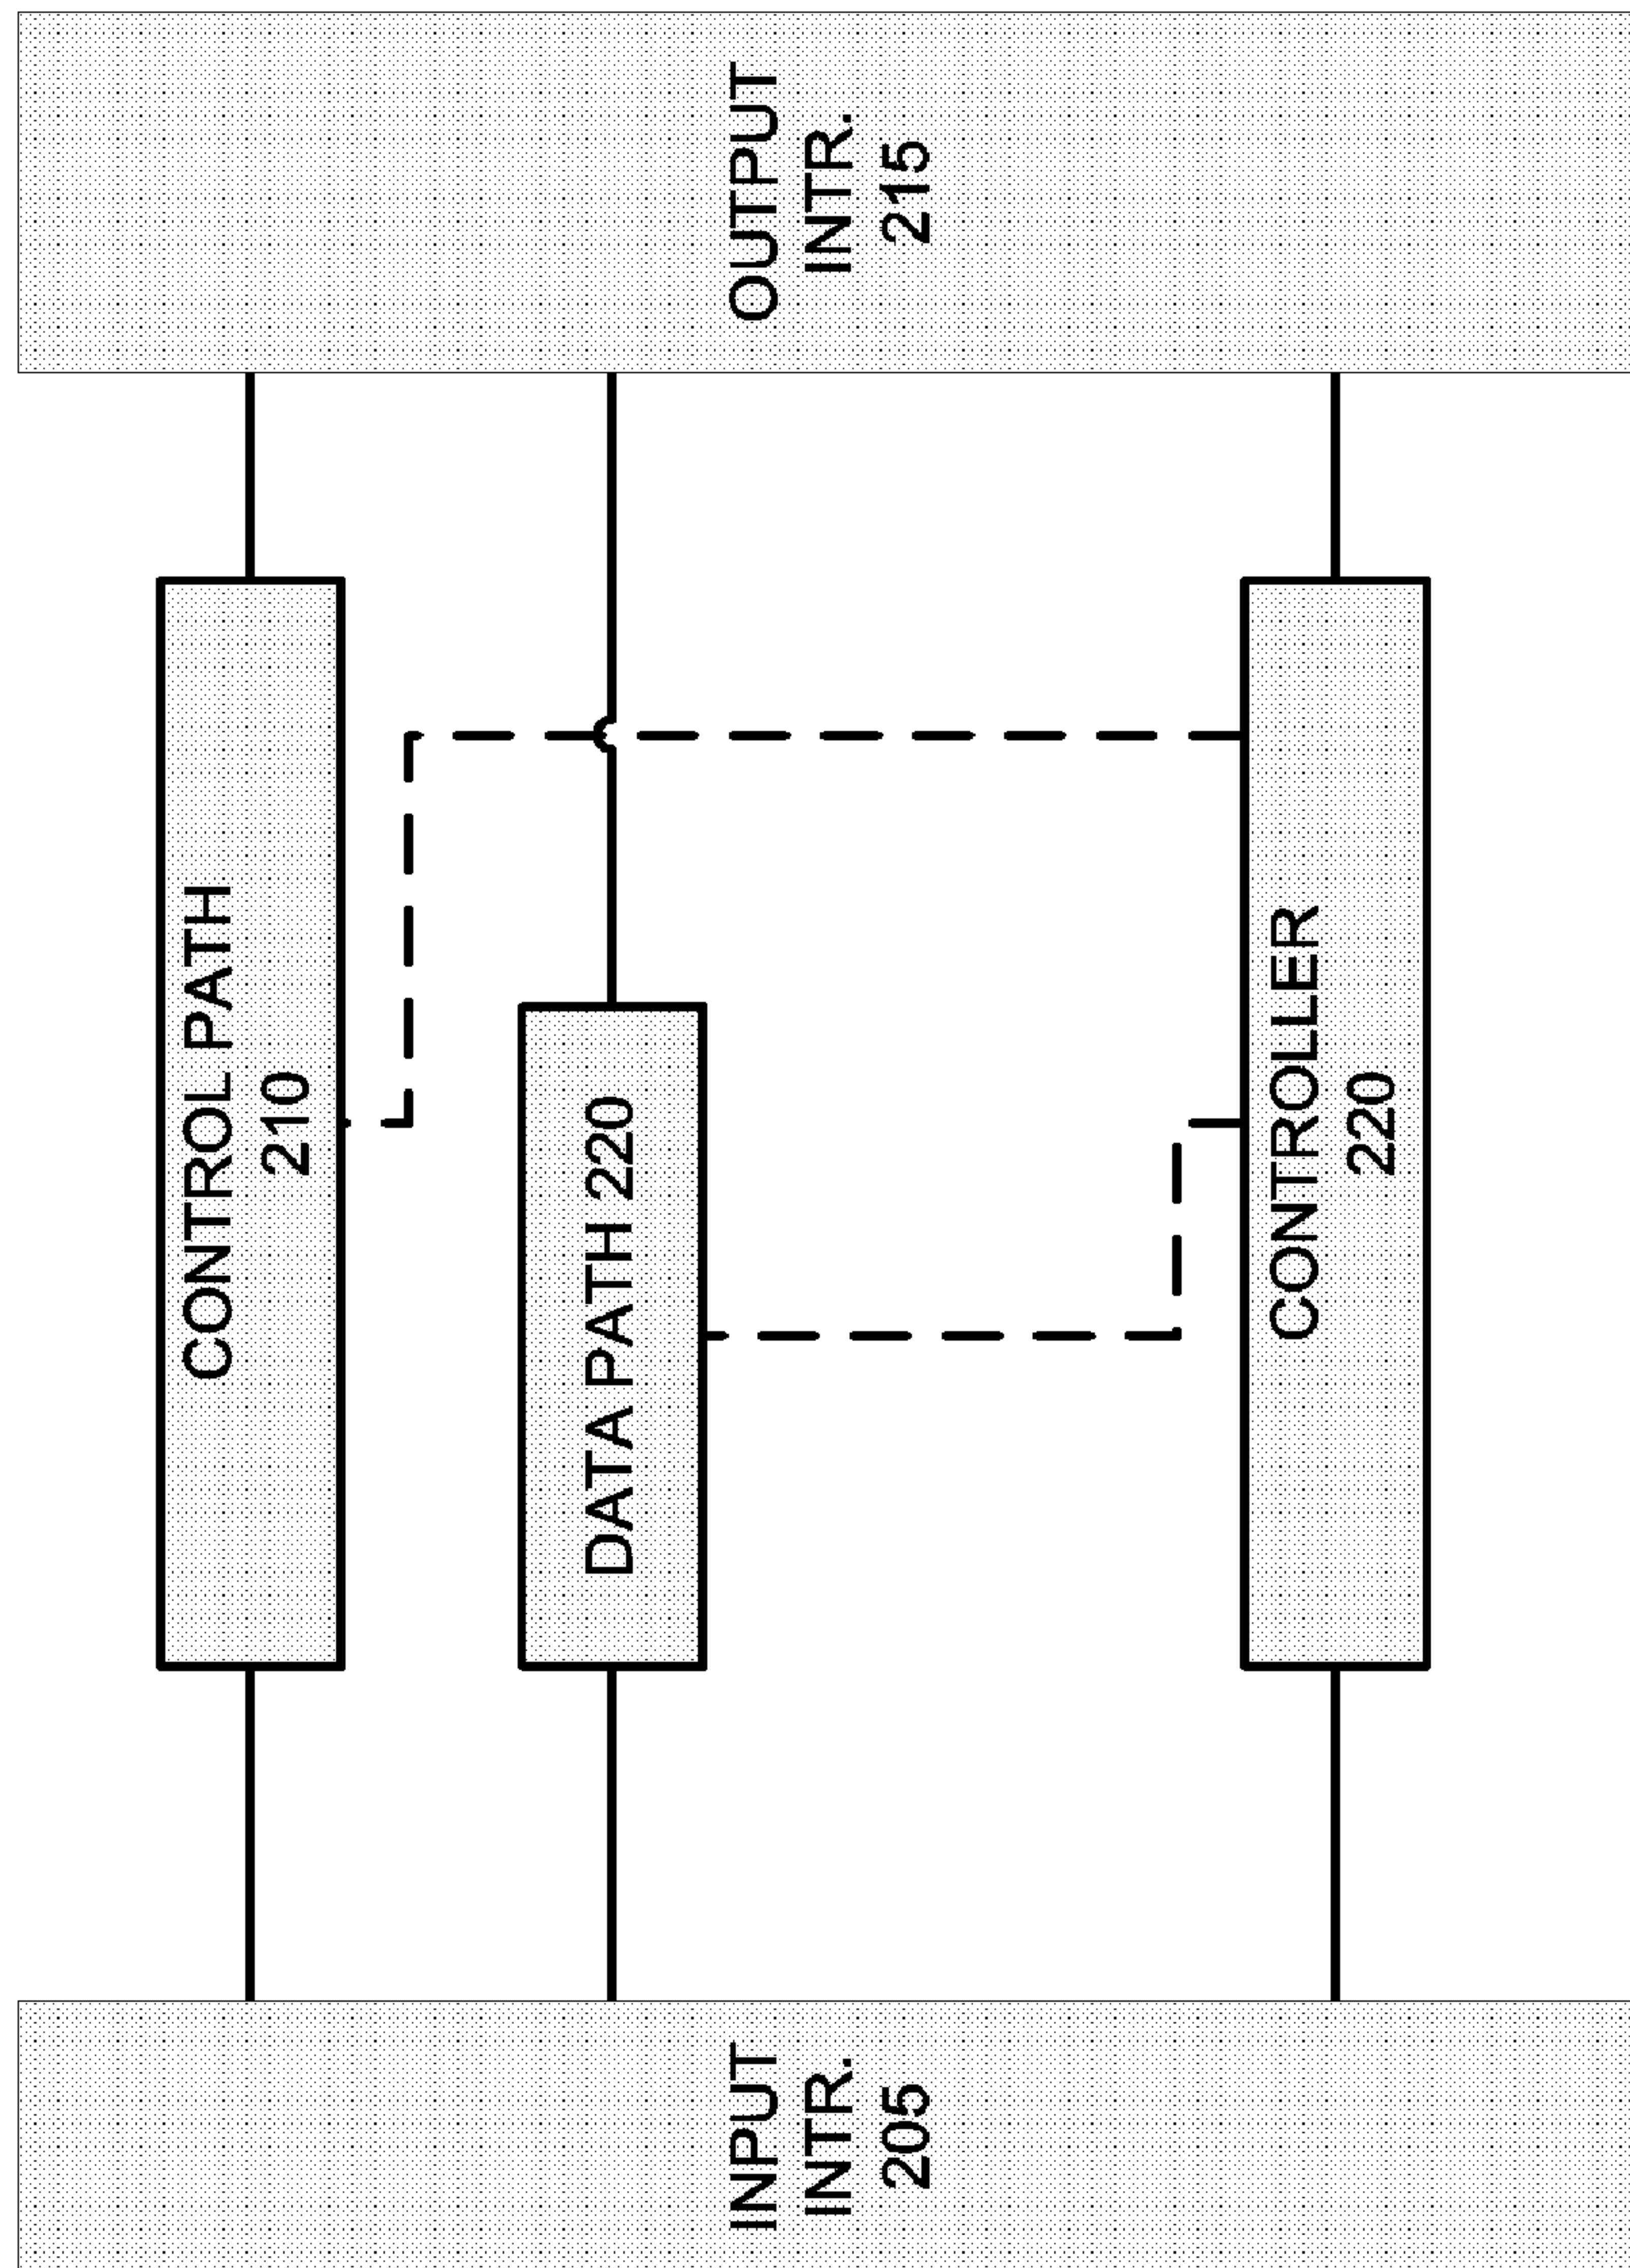 CONTROL PATH
210
DATA PATH 220
CONTROLLER
220
INPUT
INTR.
205
OUTPUT
INTR.
215